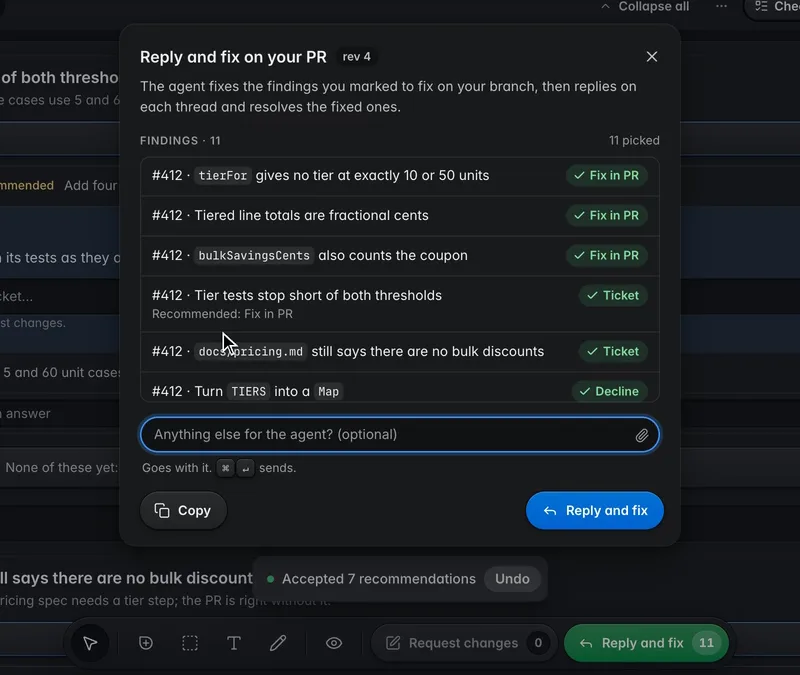 Collapse all
Che
Reply and fix on your PR rev 4
of both thresho
The agent fixes the findings you marked to fix on your branch, then replies on
e cases use 5 and 6
each thread and resolves the fixed ones.
FINDINGS · 11 11 picked
#412 · tierFor gives no tier at exactly 10 or 50 units Fix in PR
mmended Add four
#412 · Tiered line totals are fractional cents Fix in PR
#412 · bulkSavingsCents also counts the coupon Fix in PR
n its tests as they a
#412 · Tier tests stop short of both thresholds Ticket
cket...
Recommended: Fix in PR
st changes.
#412 · docs/pricing.md still says there are no bulk discounts Ticket
5 and 60 unit cases
#412 · Turn TIERS into a Map Decline
n answer
Anything else for the agent? (optional)
None of these yet:
Goes with it. ⌘ ↵ sends.
Copy Reply and fix
ll says there are no bulk discount
Accepted 7 recommendations Undo
ricing spec needs a tier step; the PR is right without it.
Request changes 0 Reply and fix 11